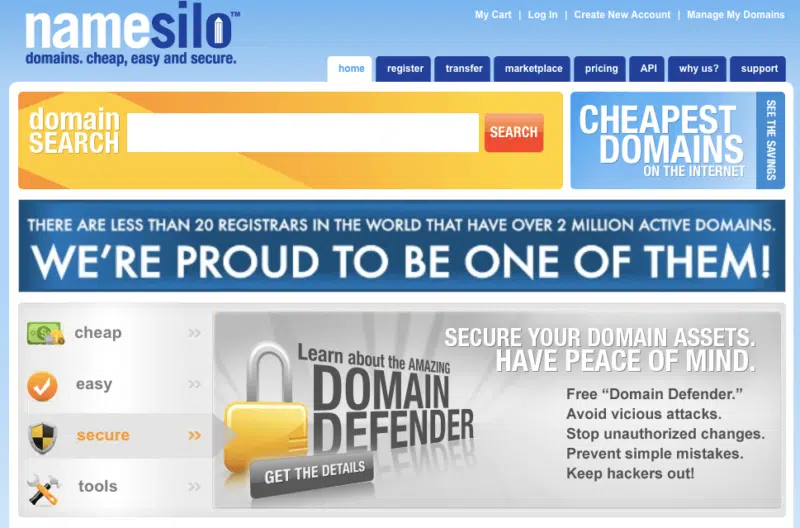 namesilo™
domains. cheap, easy and secure.
My Cart | Log In | Create New Account | Manage My Domains
home register transfer marketplace pricing API why us? support
domain
SEARCH
SEARCH
CHEAPEST
DOMAINS
ON THE INTERNET
SEE THE SAVINGS
THERE ARE LESS THAN 20 REGISTRARS IN THE WORLD THAT HAVE OVER 2 MILLION ACTIVE DOMAINS.
WE'RE PROUD TO BE ONE OF THEM!
cheap »
easy »
secure »
tools »
Learn about the AMAZING
DOMAIN
DEFENDER
GET THE DETAILS
SECURE YOUR DOMAIN ASSETS.
HAVE PEACE OF MIND.
Free “Domain Defender.”
Avoid vicious attacks.
Stop unauthorized changes.
Prevent simple mistakes.
Keep hackers out!